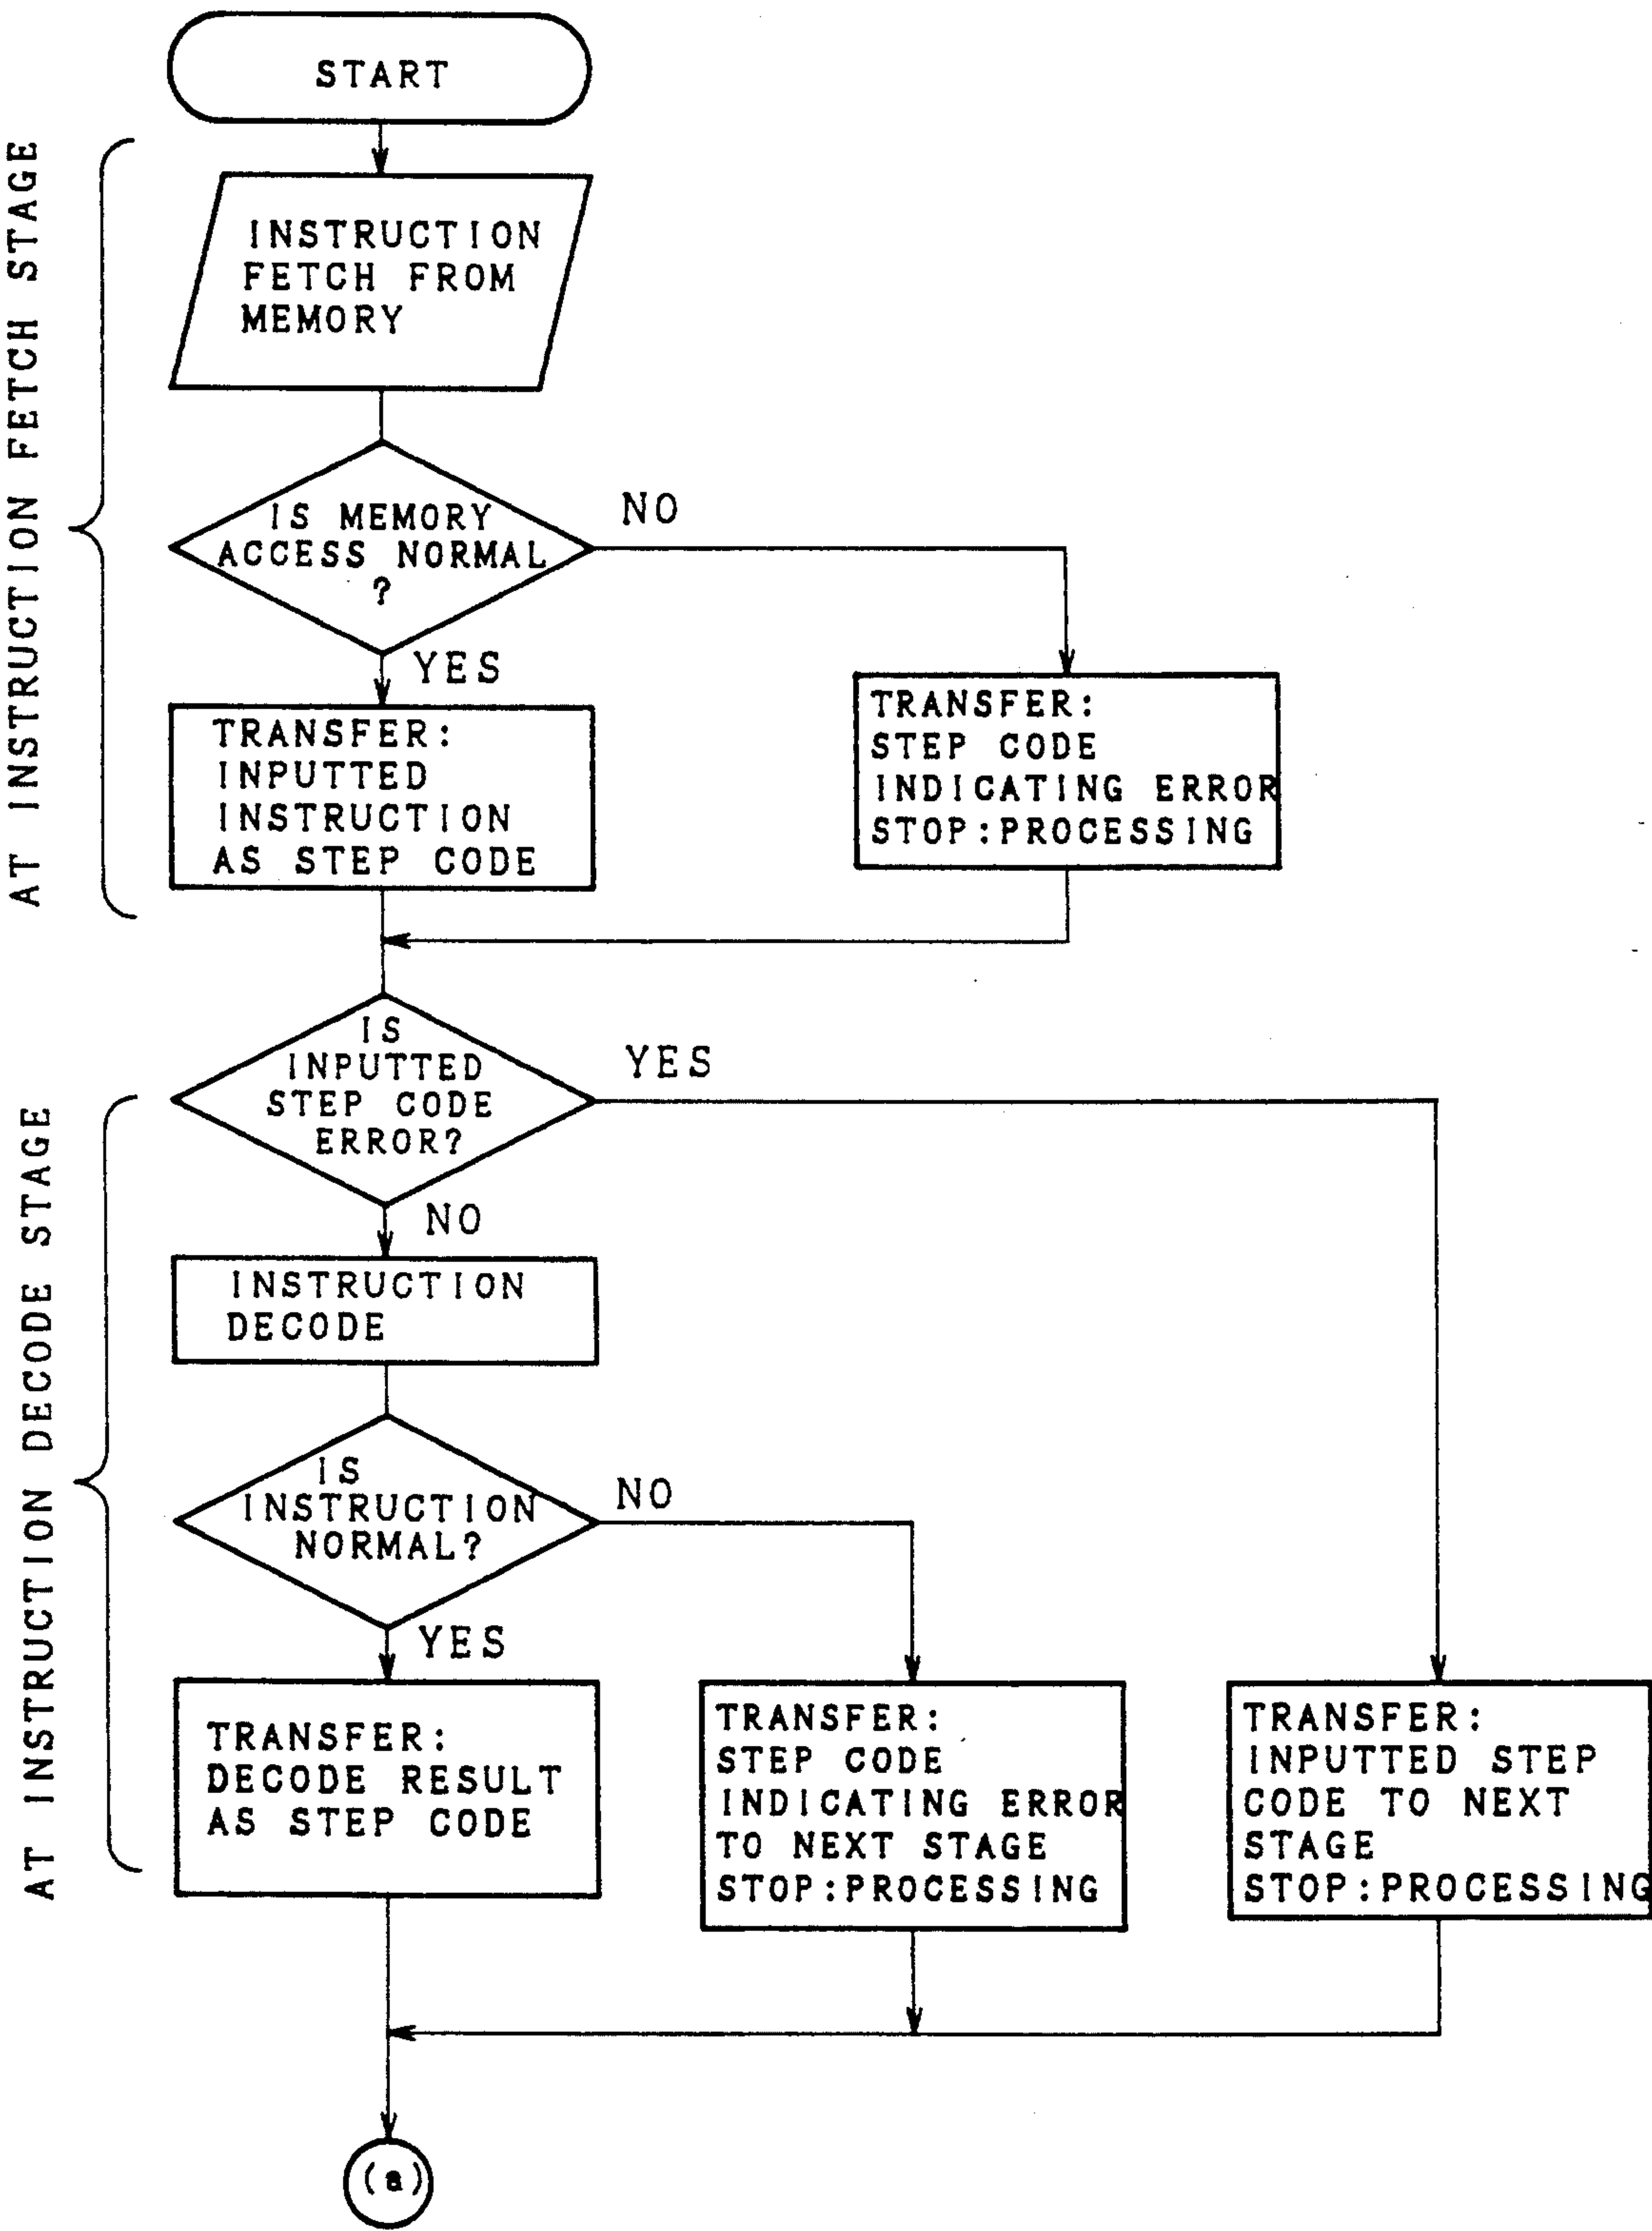 START
AT INSTRUCTION FETCH STAGE
INSTRUCTION
FETCH FROM
MEMORY
IS MEMORY
ACCESS NORMAL
?
NO
YES
TRANSFER:
INPUTTED
INSTRUCTION
AS STEP CODE
TRANSFER:
STEP CODE
INDICATING ERROR
STOP:PROCESSING
AT INSTRUCTION DECODE STAGE
IS
INPUTTED
STEP CODE
ERROR?
YES
NO
INSTRUCTION
DECODE
IS
INSTRUCTION
NORMAL?
NO
YES
TRANSFER:
DECODE RESULT
AS STEP CODE
TRANSFER:
STEP CODE
INDICATING ERROR
TO NEXT STAGE
STOP:PROCESSING
TRANSFER:
INPUTTED STEP
CODE TO NEXT
STAGE
STOP:PROCESSING
(a)